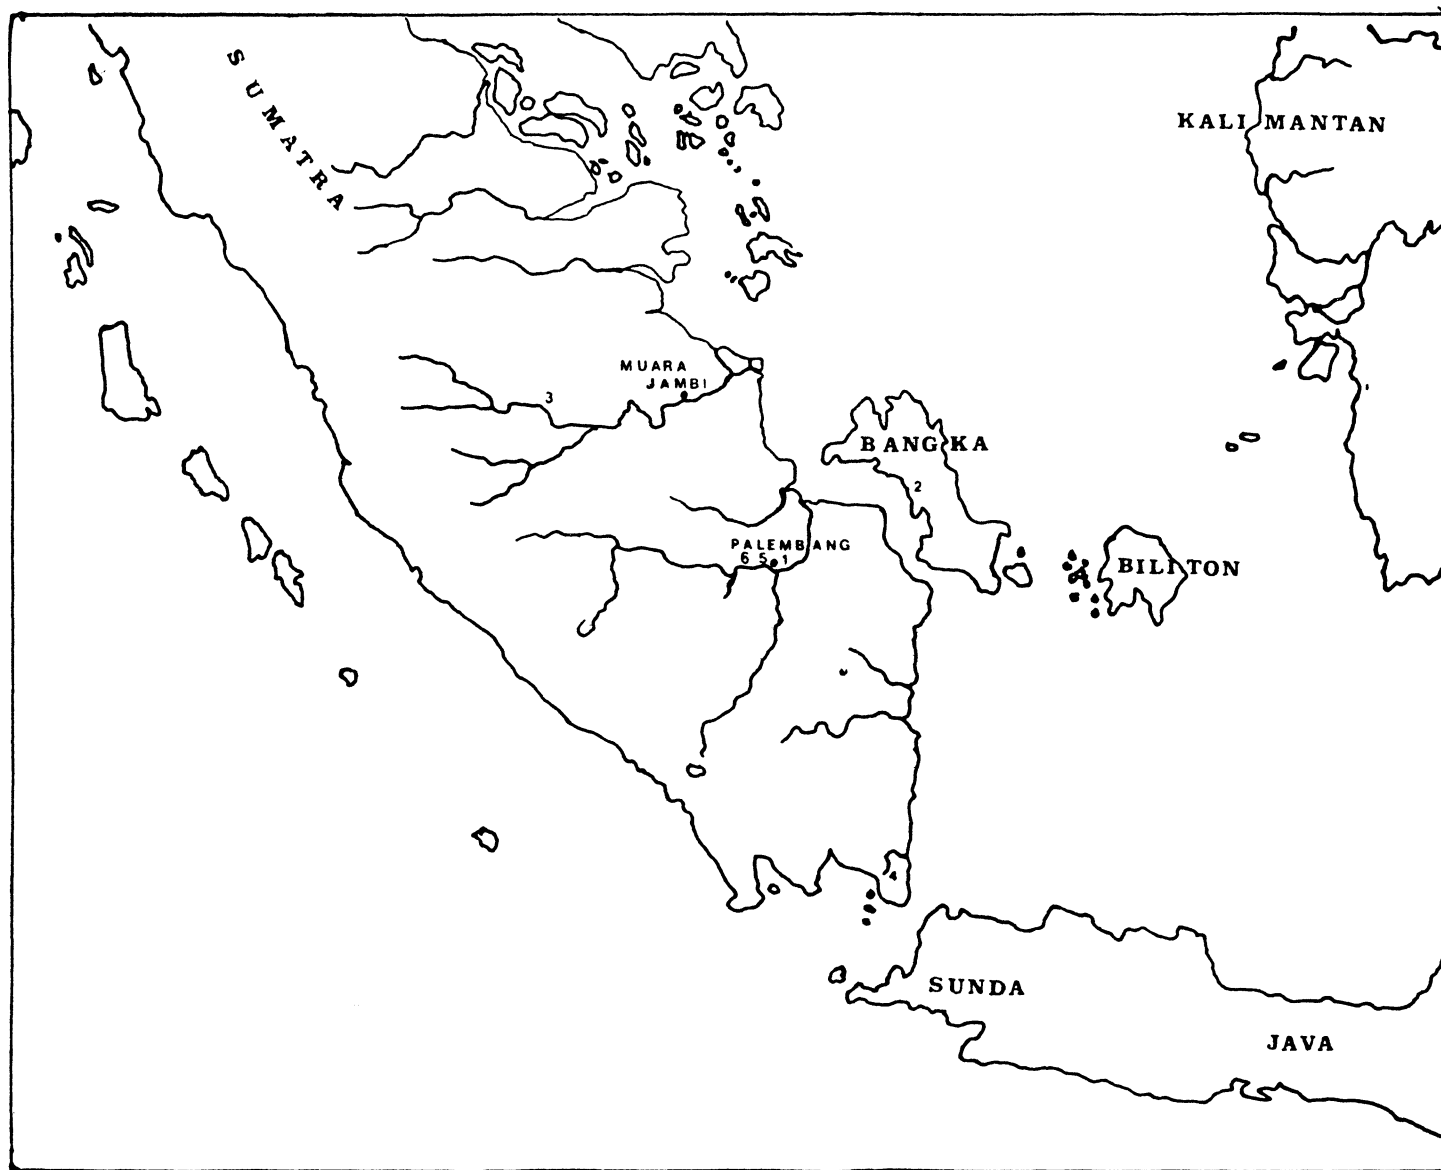 SUMATRA
KALIMANTAN
MUARA
JAMBI
3
BANGKA
2
PALEMBANG
6 5 1
BILITON
4
SUNDA
JAVA